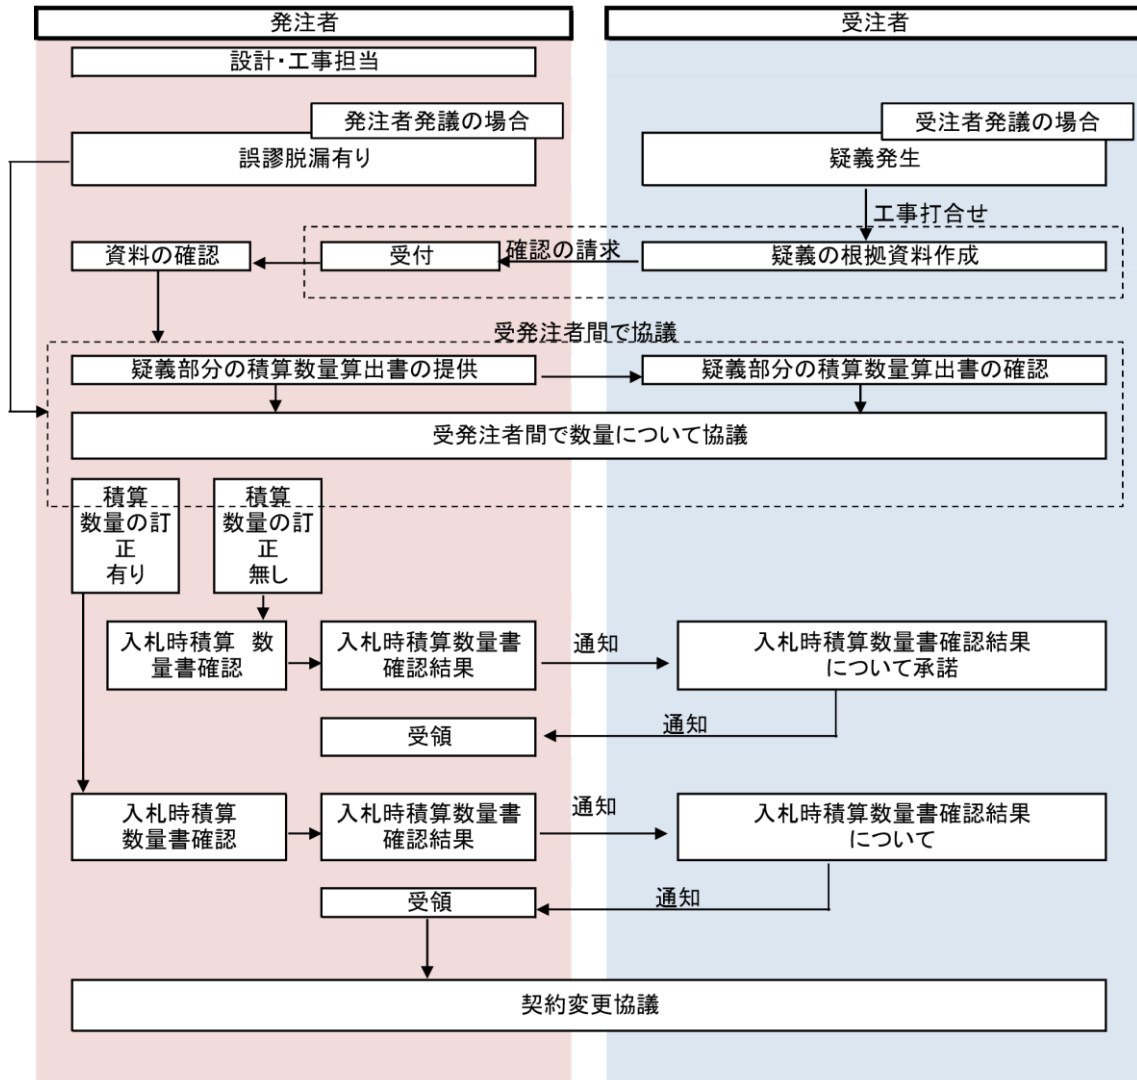 発注者
受注者
設計・工事担当
発注者発議の場合
受注者発議の場合
誤謬脱漏有り
疑義発生
工事打合せ
資料の確認
受付
確認の請求
疑義の根拠資料作成
受発注者間で協議
疑義部分の積算数量算出書の提供
疑義部分の積算数量算出書の確認
受発注者間で数量について協議
積算
数量の訂
正
有り
積算
数量の訂
正
無し
入札時積算 数
量書確認
入札時積算数量書
確認結果
通知
入札時積算数量書確認結果
について承諾
受領
通知
入札時積算
数量書確認
入札時積算数量書
確認結果
通知
入札時積算数量書確認結果
について
受領
通知
契約変更協議